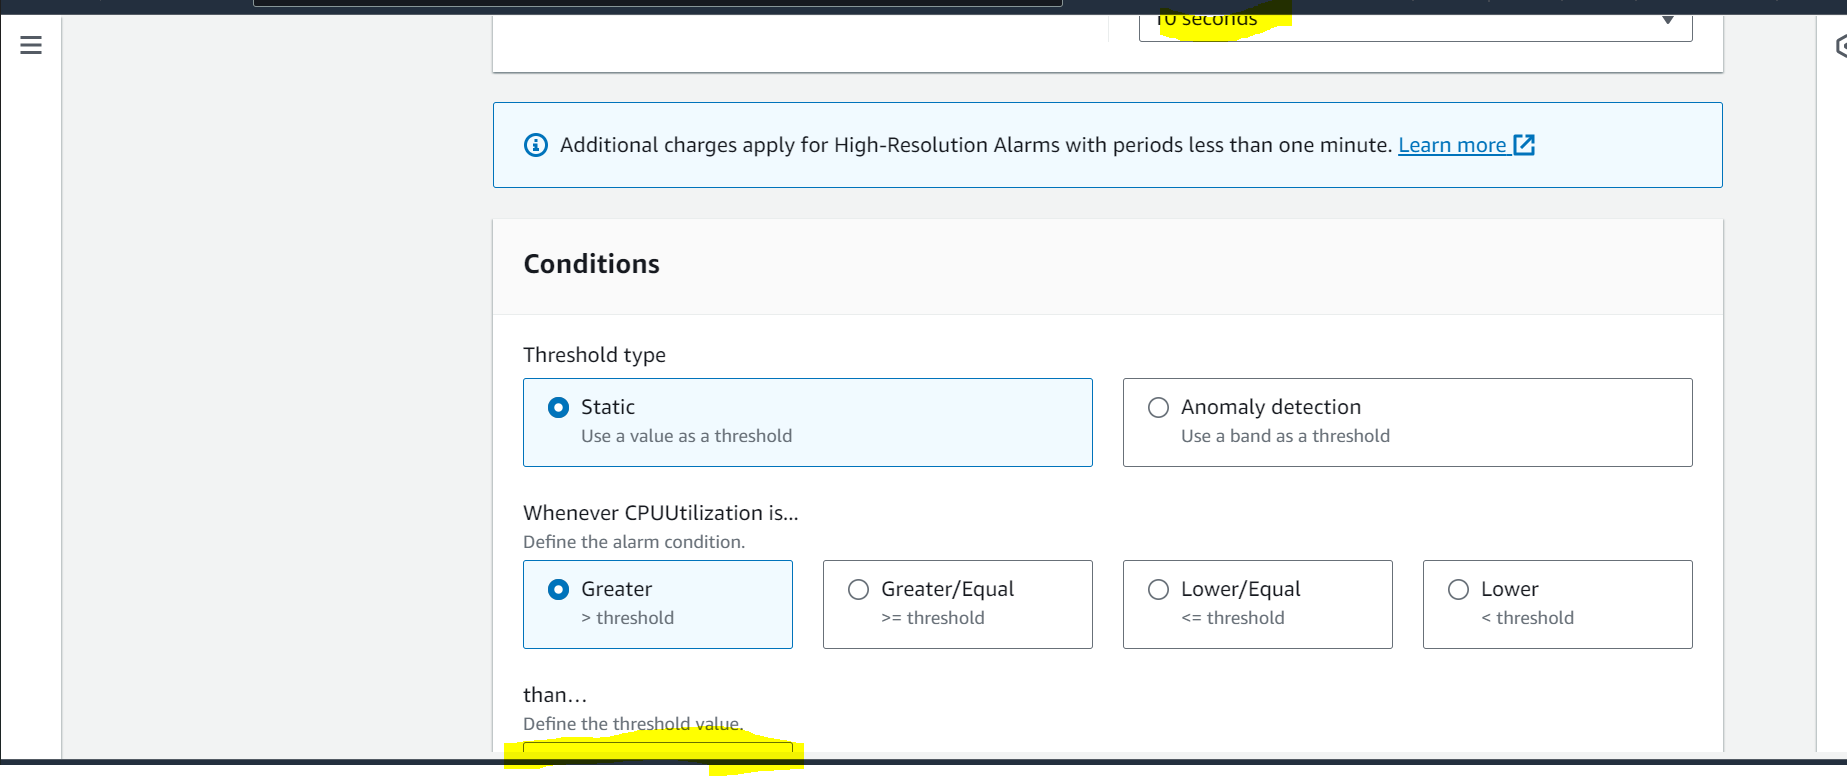 10 seconds
Additional charges apply for High-Resolution Alarms with periods less than one minute. Learn more
Conditions
Threshold type
Static
Use a value as a threshold
Anomaly detection
Use a band as a threshold
Whenever CPUUtilization is...
Define the alarm condition.
Greater
> threshold
Greater/Equal
>= threshold
Lower/Equal
<= threshold
Lower
< threshold
than...
Define the threshold value.